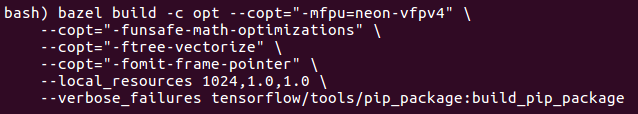 bash) bazel build -c opt --copt="-mfpu=neon-vfpv4" \
--copt="-funsafe-math-optimizations" \
--copt="-ftree-vectorize" \
--copt="-fomit-frame-pointer" \
--local_resources 1024,1.0,1.0 \
--verbose_failures tensorflow/tools/pip_package:build_pip_package